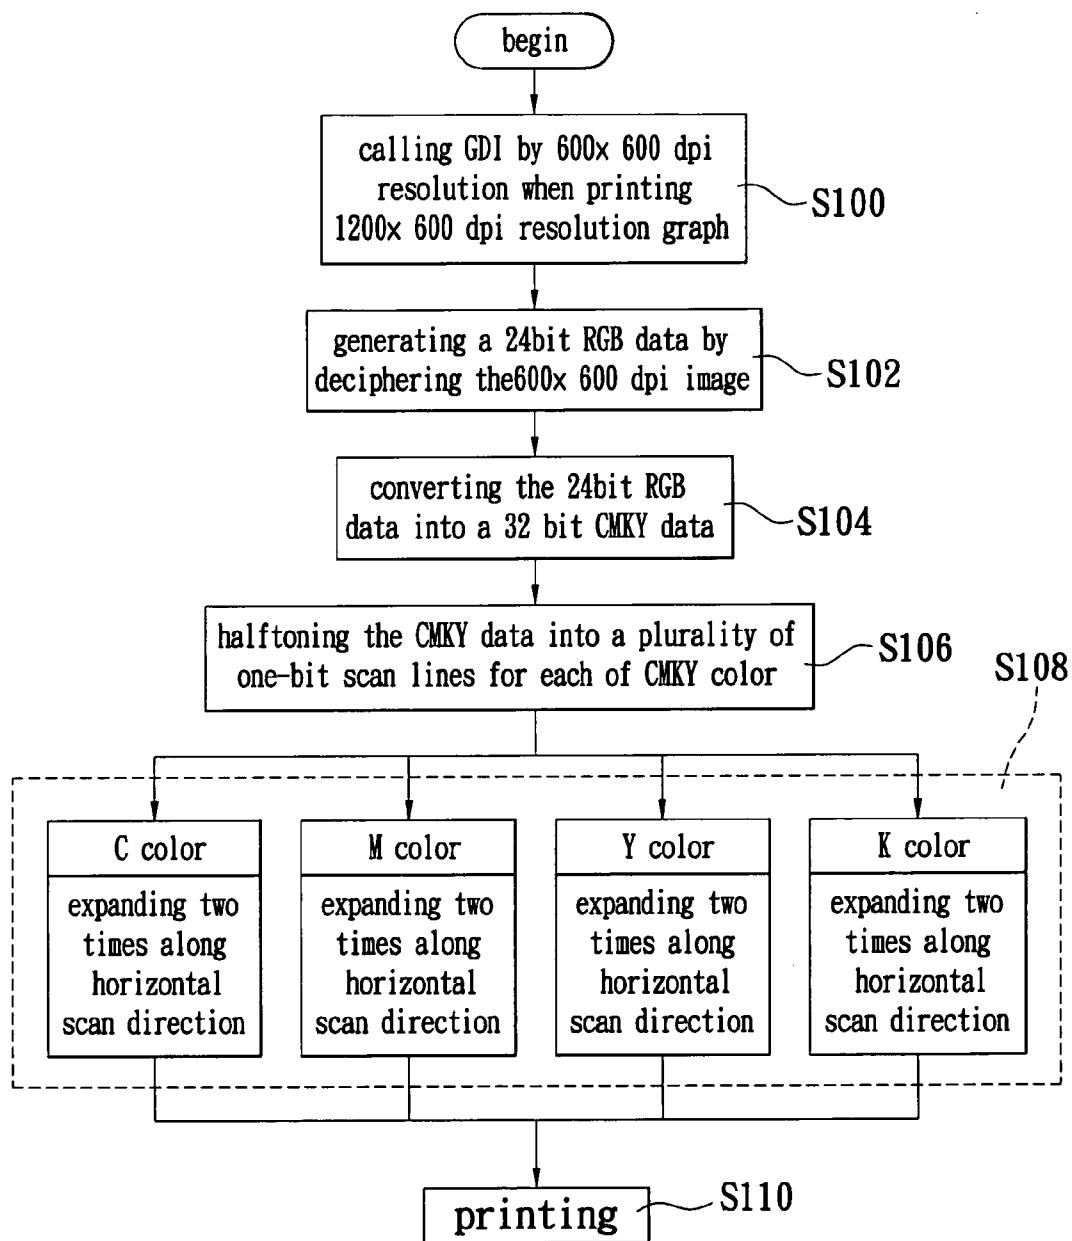 begin
calling GDI by 600x 600 dpi
resolution when printing
1200x 600 dpi resolution graph
S100
generating a 24bit RGB data by
deciphering the600x 600 dpi image
S102
converting the 24bit RGB
data into a 32 bit CMKY data
S104
halftoning the CMKY data into a plurality of
one-bit scan lines for each of CMKY color
S106
S108
C color
expanding two
times along
horizontal
scan direction
M color
expanding two
times along
horizontal
scan direction
Y color
expanding two
times along
horizontal
scan direction
K color
expanding two
times along
horizontal
scan direction
printing
S110